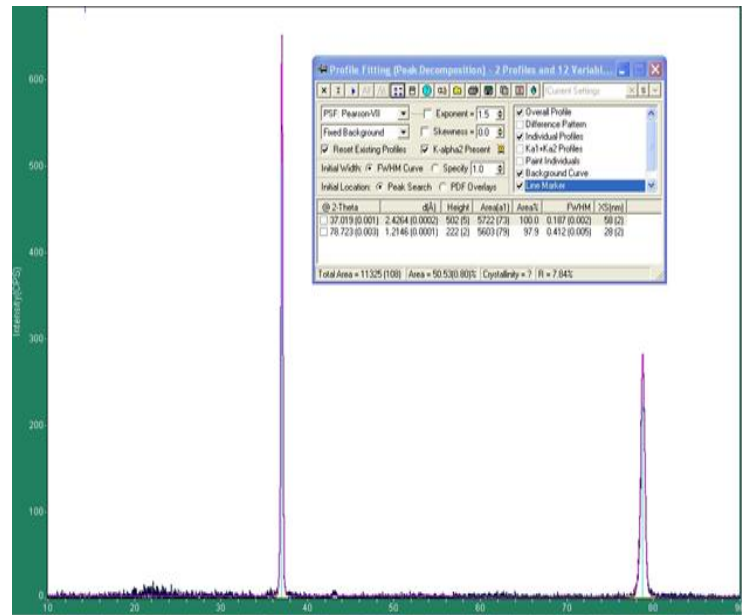 Profile Fitting (Peak Decomposition) - 2 Profiles and 12 Variabl...
Current Settings
PSF: Pearson-VII
Exponent = 1.5
Fixed Background
Skewness = 0.0
Reset Existing Profiles
K-alpha2 Present
Initial Width: FWHM Curve Specify 1.0
Initial Location: Peak Search PDF Overlays
Overall Profile
Difference Pattern
Individual Profiles
Ka1+Ka2 Profiles
Paint Individuals
Background Curve
Line Marker
@ 2-Theta d(Å) Height Area(a1) Area% FWHM XS(nm)
37.019 (0.001) 2.4264 (0.0002) 502 (5) 5722 (73) 100.0 0.187 (0.002) 58 (2)
78.723 (0.003) 1.2146 (0.0001) 222 (2) 5603 (79) 97.9 0.412 (0.005) 28 (2)
Total Area = 11325 (108) Area = 50.53(0.80)% Crystallinity = ? R = 7.84%
Intensity(CPS)
600
500
400
300
200
100
0
10 20 30 40 50 60 70 80